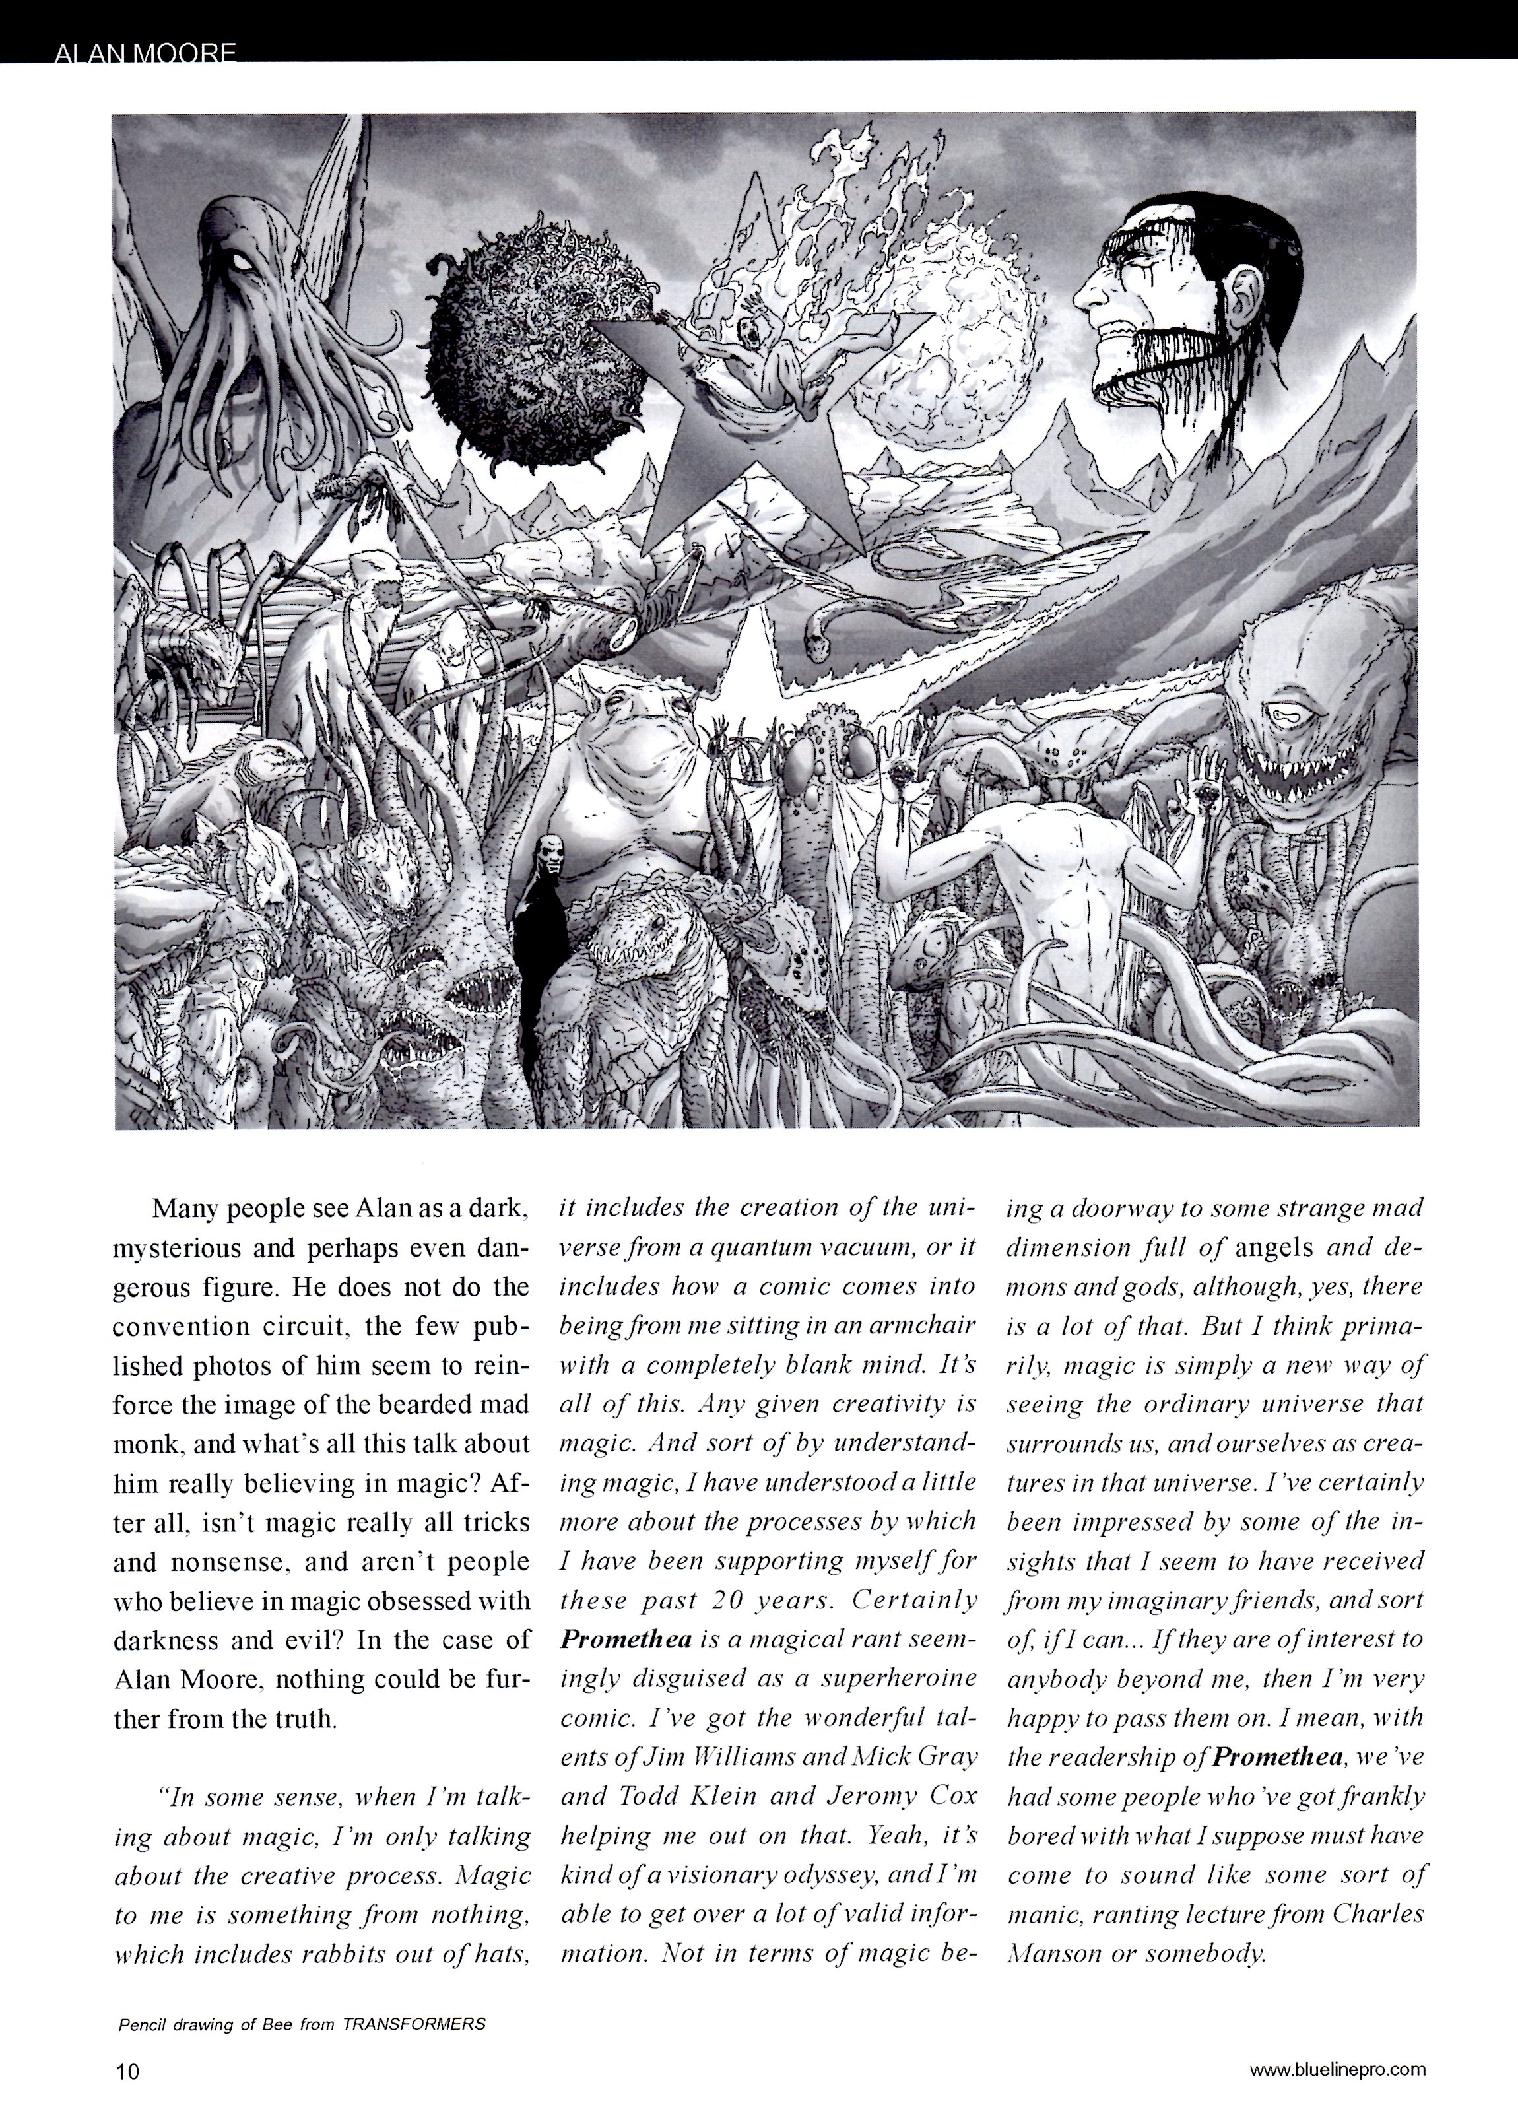 ALAN MOORE
Many people see Alan as a dark,
mysterious and perhaps even dan-
gerous figure. He does not do the
convention circuit, the few pub-
lished photos of him seem to rein-
force the image of the bearded mad
monk, and what's all this talk about
him really believing in magic? Af-
ter all, isn't magic really all tricks
and nonsense, and aren't people
who believe in magic obsessed with
darkness and evil? In the case of
Alan Moore, nothing could be fur-
ther from the truth.
"In some sense, when I'm talk-
ing about magic, I'm only talking
about the creative process. Magic
to me is something from nothing,
which includes rabbits out of hats,
it includes the creation of the uni-
verse from a quantum vacuum, or it
includes how a comic comes into
being from me sitting in an armchair
with a completely blank mind. It's
all of this. Any given creativity is
magic. And sort of by understand-
ing magic, I have understood a little
more about the processes by which
I have been supporting myself for
these past 20 years. Certainly
Promethea is a magical rant seem-
ingly disguised as a superheroine
comic. I've got the wonderful tal-
ents of Jim Williams and Mick Gray
and Todd Klein and Jeromy Cox
helping me out on that. Yeah, it's
kind of a visionary odyssey, and I'm
able to get over a lot of valid infor-
mation. Not in terms of magic be-
ing a doorway to some strange mad
dimension full of angels and de-
mons and gods, although, yes, there
is a lot of that. But I think prima-
rily, magic is simply a new way of
seeing the ordinary universe that
surrounds us, and ourselves as crea-
tures in that universe. I've certainly
been impressed by some of the in-
sights that I seem to have received
from my imaginary friends, and sort
of, if I can... If they are of interest to
anybody beyond me, then I'm very
happy to pass them on. I mean, with
the readership of Promethea, we've
had some people who've got frankly
bored with what I suppose must have
come to sound like some sort of
manic, ranting lecture from Charles
Manson or somebody.
Pencil drawing of Bee from TRANSFORMERS
10
www.bluelinepro.com